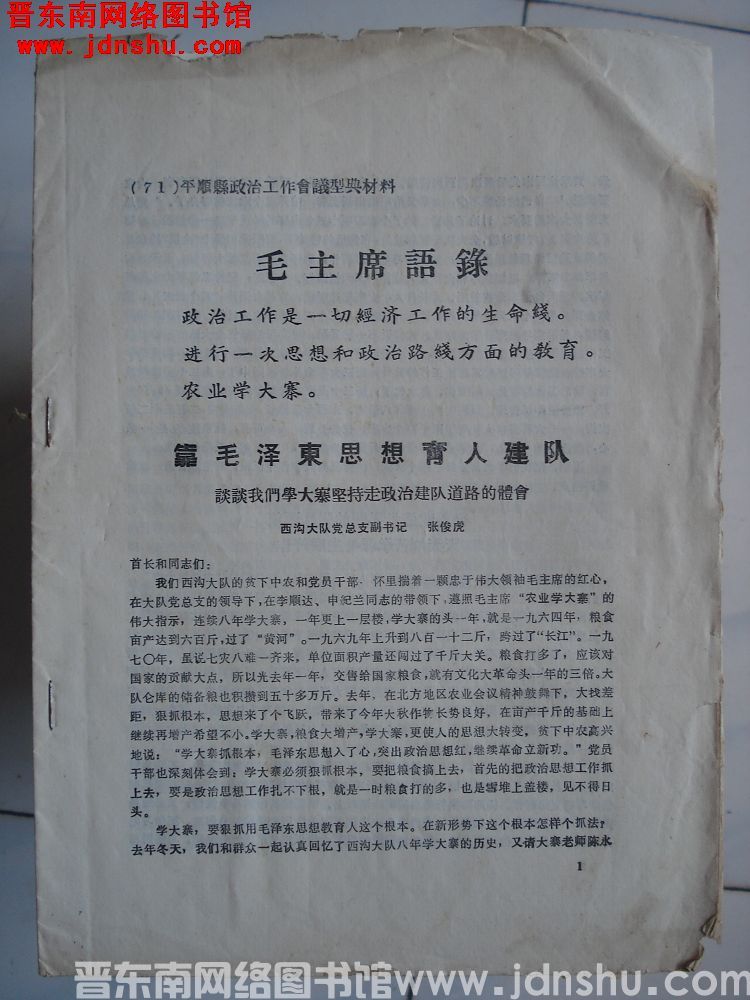 晋东南网络图书馆
www.jdnshu.com
(71)平順縣政治工作會議型典材料
毛主席語錄
政治工作是一切經济工作的生命綫。
进行一次思想和政治路綫方面的敎育。
农业学大寨。
靠毛泽東思想育人建队
談談我們學大寨堅持走政治建队道路的體會
西沟大队党总支副书记 张俊虎
首长和同志们：
我们西沟大队的贫下中农和党员干部·怀里揣着一颗忠于伟大领袖毛主席的红心，
在大队党总支的领导下,在李顺达、申纪兰同志的带领下,遵照毛主席“农业学大寨”的
伟大指示，连续八年学大寨，一年更上一层楼,学大寨的头一年,就是一九六四年，粮食
亩产达到六百斤,过了“黄河”。一九六九年上升到八百一十二斤，跨过了“长江”。一九
七〇年，虽说七灾八难一齐来，单位面积产量还闯过了千斤大关。粮食打多了，应该对
国家的贡献大点，所以光去年一年，交售给国家粮食,就有文化大革命头一年的三倍。大
队仓库的储备粮也积攒到五十多万斤。去年，在北方地区农业会议精神鼓舞下，大找差
距，狠抓根本，思想来了个飞跃，带来了今年大秋作物长势良好，在亩产千斤的基础上
继续再增产希望不小。学大寨,粮食大增产,学大寨，更使人的思想大转变，贫下中农高兴
地说：“学大寨抓根本，毛泽东思想入了心,突出政治思想红,继续革命立新功。”党员
干部也深刻体会到：学大寨必须狠抓根本，要把粮食搞上去，首先的把政治思想工作抓
上去，要是政治思想工作扎不下根，就是一时粮食打的多，也是雪堆上盖楼，见不得日
头。
学大寨，要狠抓用毛泽东思想教育人这个根本。在新形势下这个根本怎样个抓法？
去年冬天，我们和群众一起认真回忆了西沟大队八年学大寨的历史，又请大寨老师陈永
1
晋东南网络图书馆www.jdnshu.com